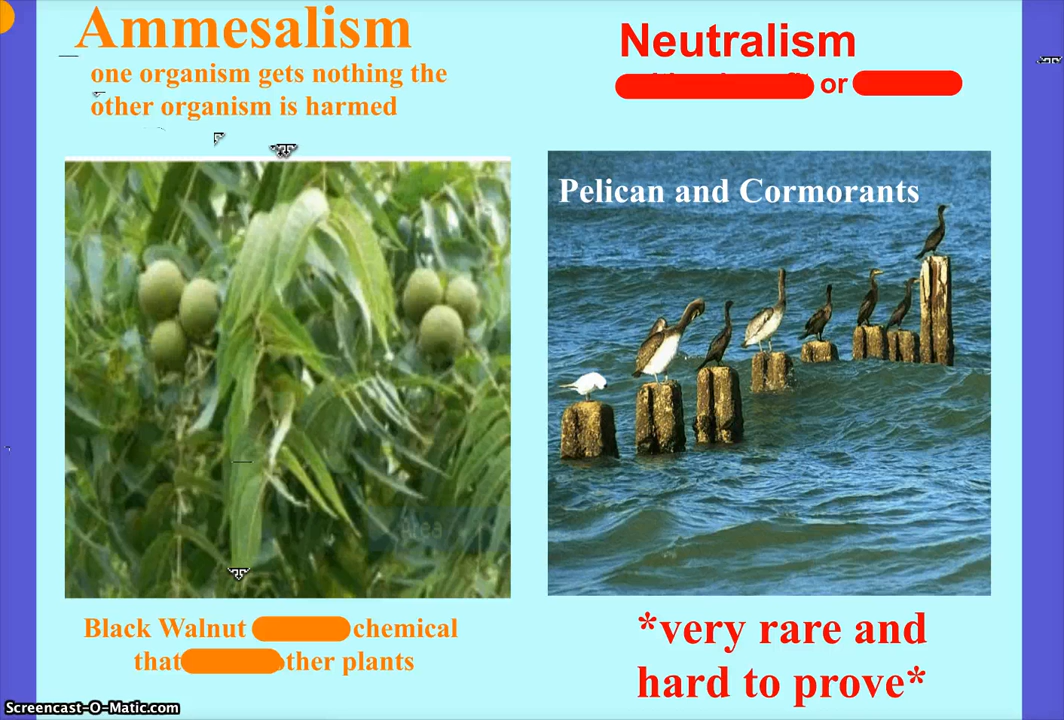 Ammesalism
one organism gets nothing the
other organism is harmed
Neutralism
or
Pelican and Cormorants
Area
Black Walnut chemical
that ther plants
*very rare and
hard to prove*
Screencast-O-Matic.com